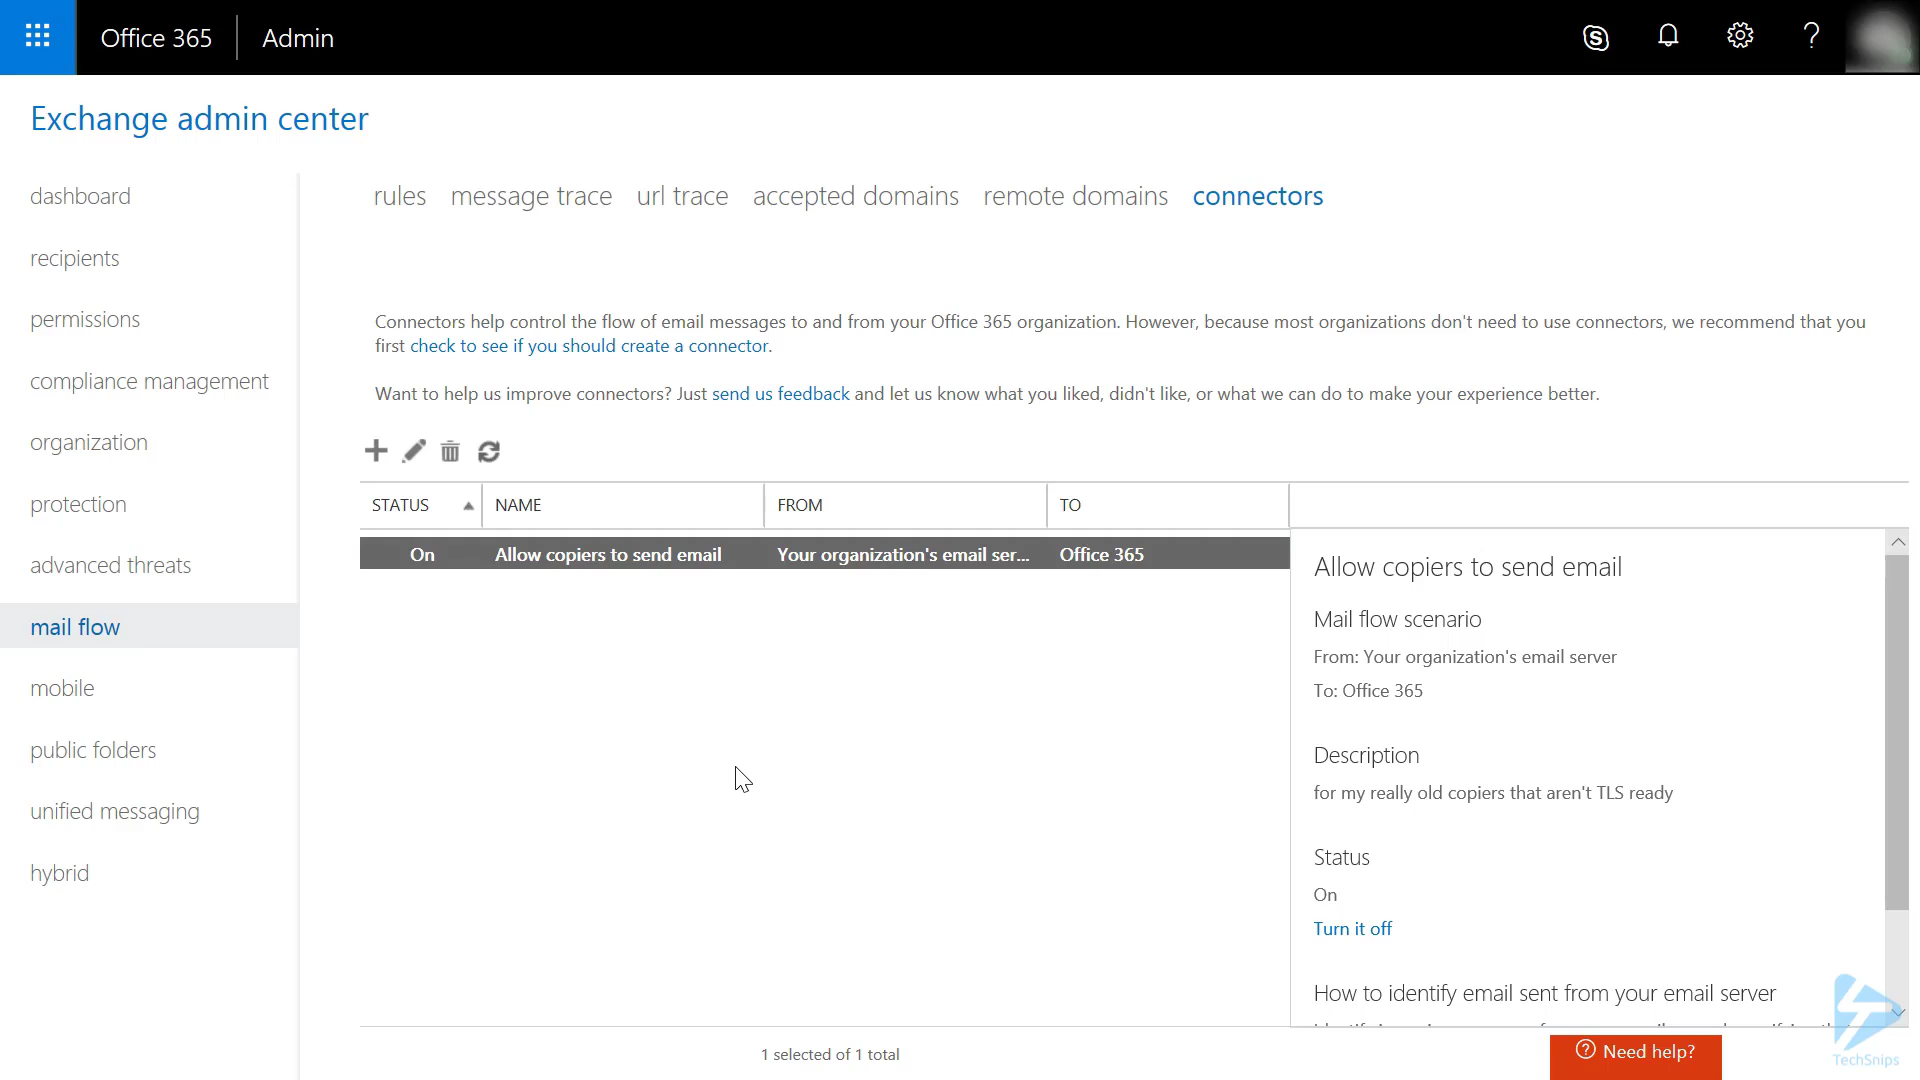 Office 365
Admin
Exchange admin center
dashboard
recipients
permissions
compliance management
organization
protection
advanced threats
mail flow
mobile
public folders
unified messaging
hybrid
rules message trace url trace accepted domains remote domains connectors
Connectors help control the flow of email messages to and from your Office 365 organization. However, because most organizations don't need to use connectors, we recommend that you
first check to see if you should create a connector.
Want to help us improve connectors? Just send us feedback and let us know what you liked, didn't like, or what we can do to make your experience better.
STATUS NAME FROM TO
On Allow copiers to send email Your organization's email ser... Office 365
Allow copiers to send email
Mail flow scenario
From: Your organization's email server
To: Office 365
Description
for my really old copiers that aren't TLS ready
Status
On
Turn it off
How to identify email sent from your email server
1 selected of 1 total
Need help?
TechSnips